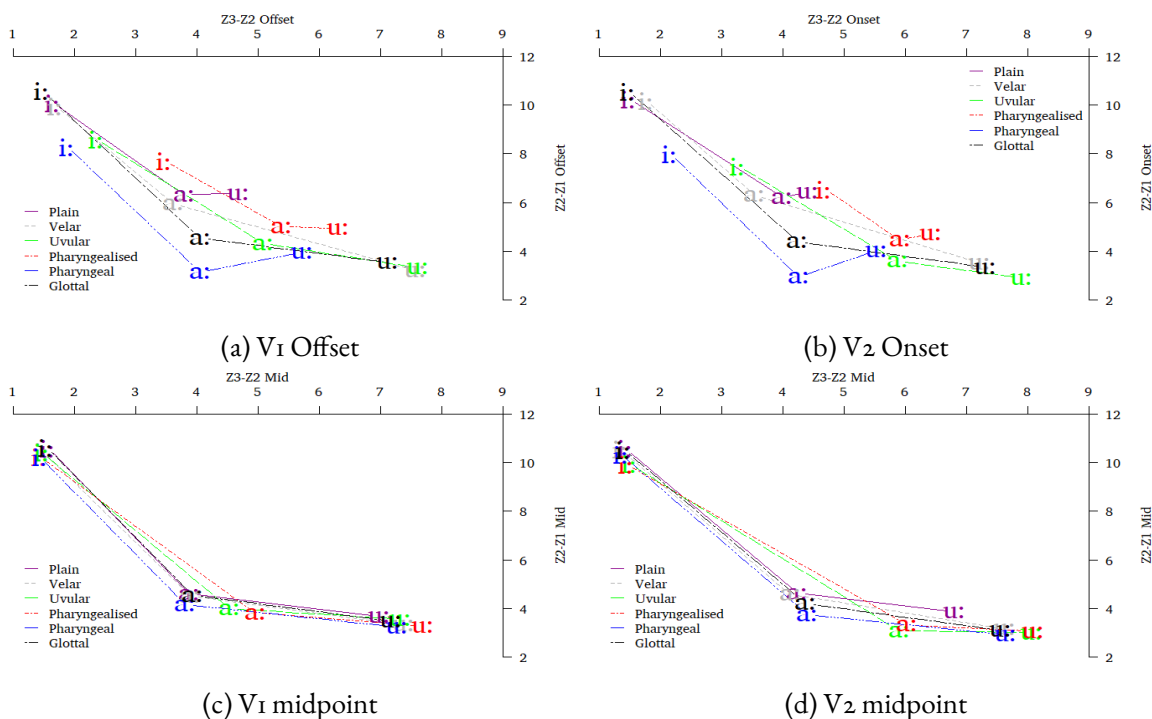 Z3-Z2 Offset
1 2 3 4 5 6 7 8 9
12
10
8
6
4
2
Z2-Z1 Offset
i:
i:
i:
i:
i:
i:
a:
a:
a:
a:
a:
a:
u:
u:
u:
u:
u:
u:
Plain
Velar
Uvular
Pharyngealised
Pharyngeal
Glottal
(a) V1 Offset
Z3-Z2 Onset
1 2 3 4 5 6 7 8 9
12
10
8
6
4
2
Z2-Z1 Onset
Plain
Velar
Uvular
Pharyngealised
Pharyngeal
Glottal
i:
i:
i:
i:
i:
i:
a:
a:
a:
a:
a:
a:
u:
u:
u:
u:
u:
(b) V2 Onset
Z3-Z2 Mid
1 2 3 4 5 6 7 8 9
12
10
8
6
4
2
Z2-Z1 Mid
i:
i:
i:
a:
a:
a:
a:
u:
u:
u:
u:
u:
Plain
Velar
Uvular
Pharyngealised
Pharyngeal
Glottal
(c) V1 midpoint
Z3-Z2 Mid
1 2 3 4 5 6 7 8 9
12
10
8
6
4
2
Z2-Z1 Mid
i:
i:
i:
i:
a:
a:
a:
a:
a:
a:
u:
u:
u:
u:
u:
Plain
Velar
Uvular
Pharyngealised
Pharyngeal
Glottal
(d) V2 midpoint